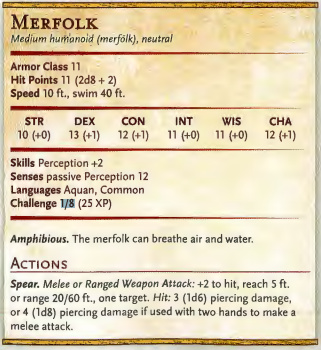 MERFOLK
Medium humanoid (merfolk), neutral
Armor Class 11
Hit Points 11 (2d8 + 2)
Speed 10 ft., swim 40 ft.
STR DEX CON INT WIS CHA
10 (+0) 13 (+1) 12 (+1) 11 (+0) 11 (+0) 12 (+1)
Skills Perception +2
Senses passive Perception 12
Languages Aquan, Common
Challenge 1/8 (25 XP)
Amphibious. The merfolk can breathe air and water.
ACTIONS
Spear. Melee or Ranged Weapon Attack: +2 to hit, reach 5 ft.
or range 20/60 ft., one target. Hit: 3 (1d6) piercing damage,
or 4 (1d8) piercing damage if used with two hands to make a
melee attack.